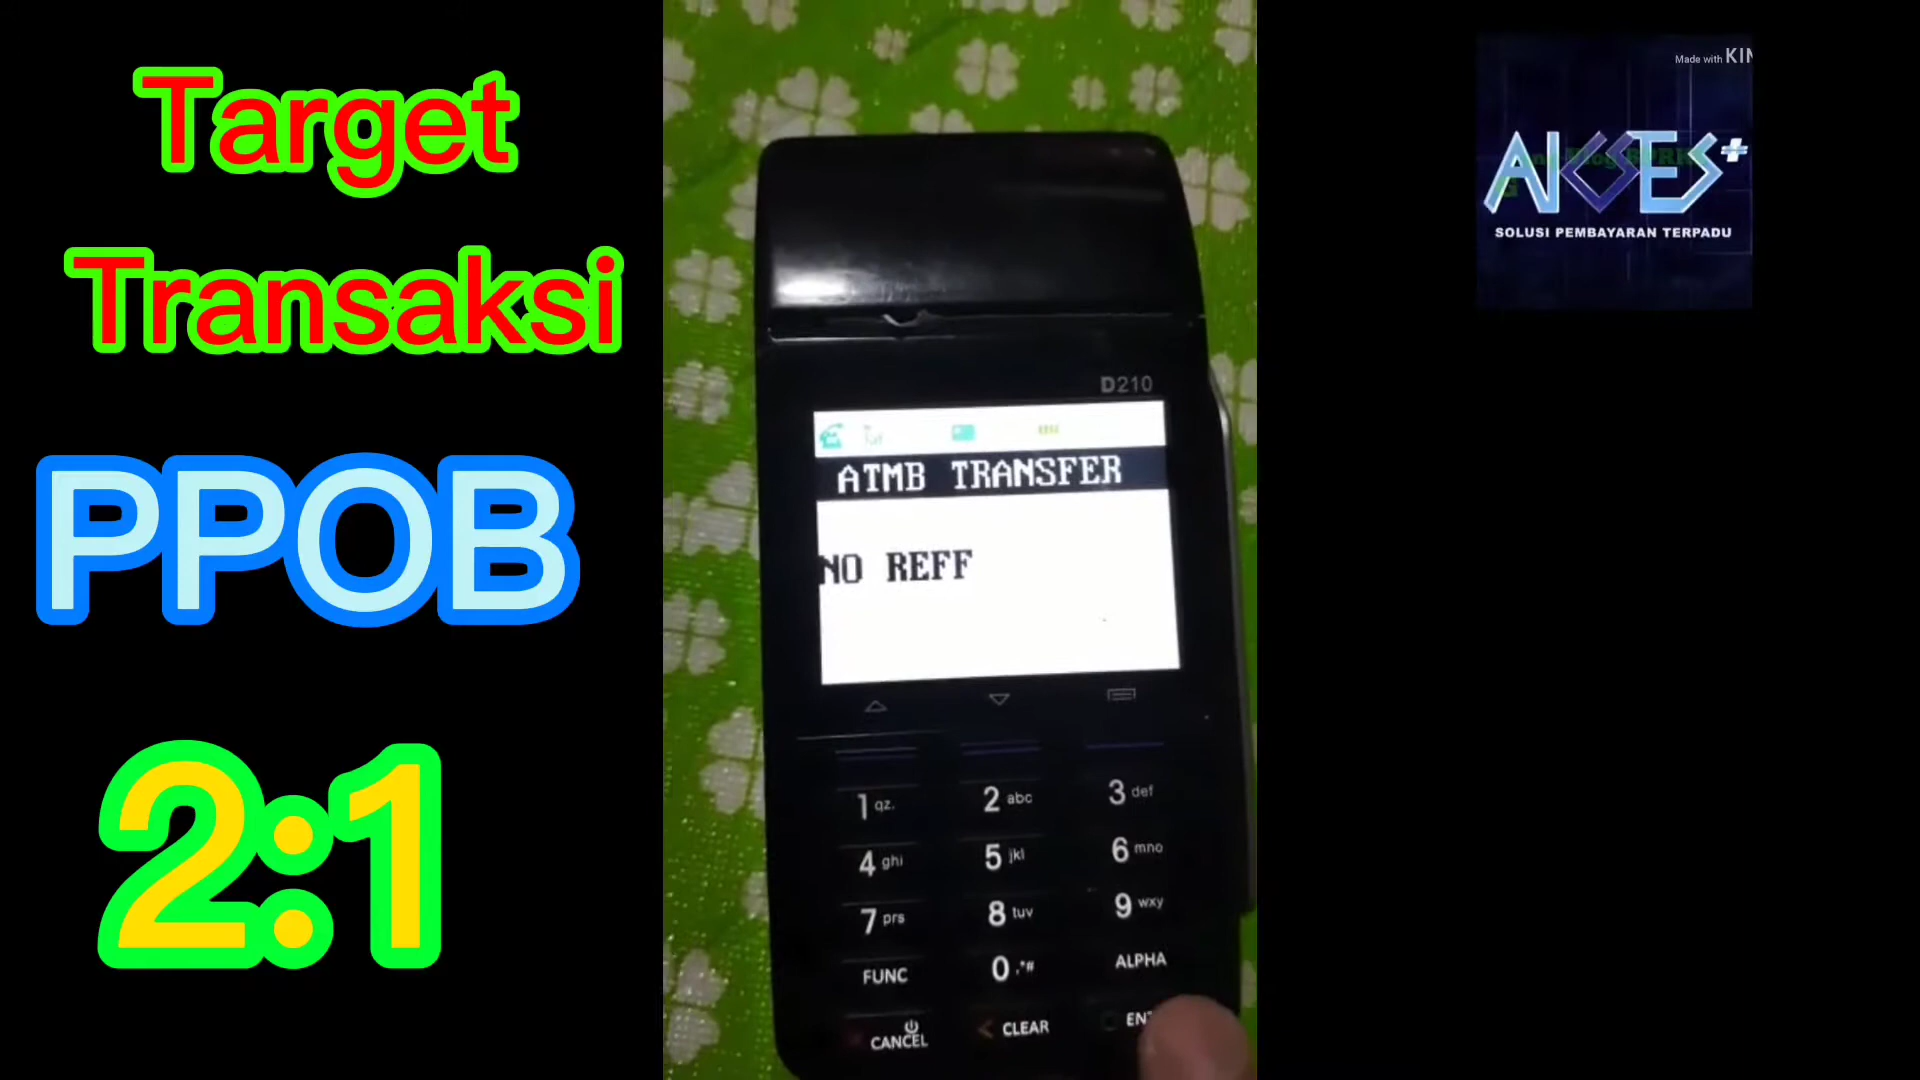 Target
Transaksi
PPOB
2:1
D210
ATMB TRANSFER
NO REFF
1 qz.
2 abc
3 def
4 ghi
5 jkl
6 mno
7 prs
8 tuv
9 wxy
FUNC
0 ,*#
ALPHA
CANCEL
CLEAR
Made with
AKSES+
SOLUSI PEMBAYARAN TERPADU